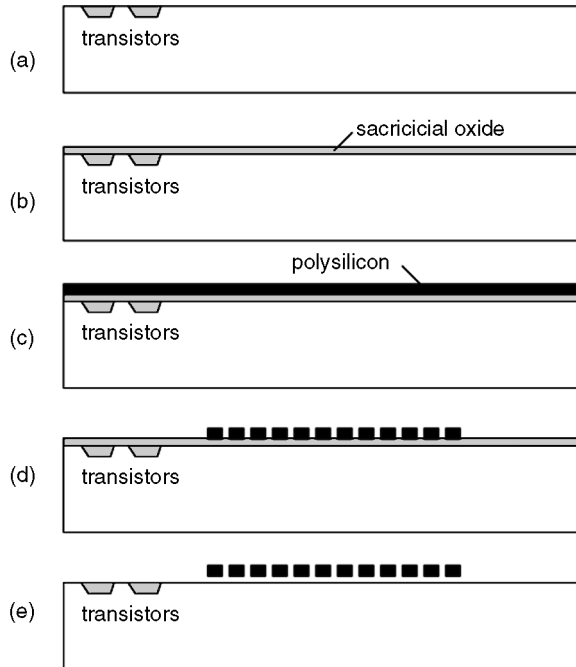 (a)
transistors
sacricicial oxide
(b)
transistors
polysilicon
(c)
transistors
(d)
transistors
(e)
transistors